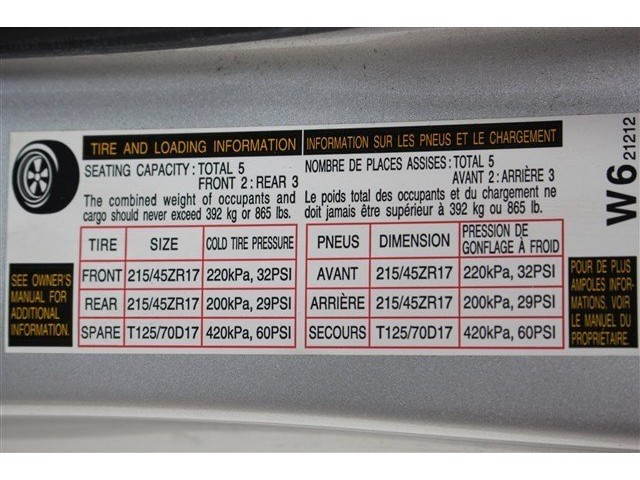 TIRE AND LOADING INFORMATION
SEATING CAPACITY : TOTAL 5
FRONT 2 : REAR 3
The combined weight of occupants and
cargo should never exceed 392 kg or 865 lbs.
TIRE SIZE COLD TIRE PRESSURE
FRONT 215/45ZR17 220kPa, 32PSI
REAR 215/45ZR17 200kPa, 29PSI
SPARE T125/70D17 420kPa, 60PSI
SEE OWNER'S
MANUAL FOR
ADDITIONAL
INFORMATION.
INFORMATION SUR LES PNEUS ET LE CHARGEMENT
NOMBRE DE PLACES ASSISES : TOTAL 5
AVANT 2 : ARRIÈRE 3
Le poids total des occupants et du chargement ne
doit jamais être supérieur à 392 kg ou 865 lb.
PNEUS DIMENSION PRESSION DE
GONFLAGE À FROID
AVANT 215/45ZR17 220kPa, 32PSI
ARRIÈRE 215/45ZR17 200kPa, 29PSI
SECOURS T125/70D17 420kPa, 60PSI
POUR DE PLUS
AMPLES INFOR-
MATIONS, VOIR
LE MANUEL DU
PROPRIÉTAIRE.
W6 21212